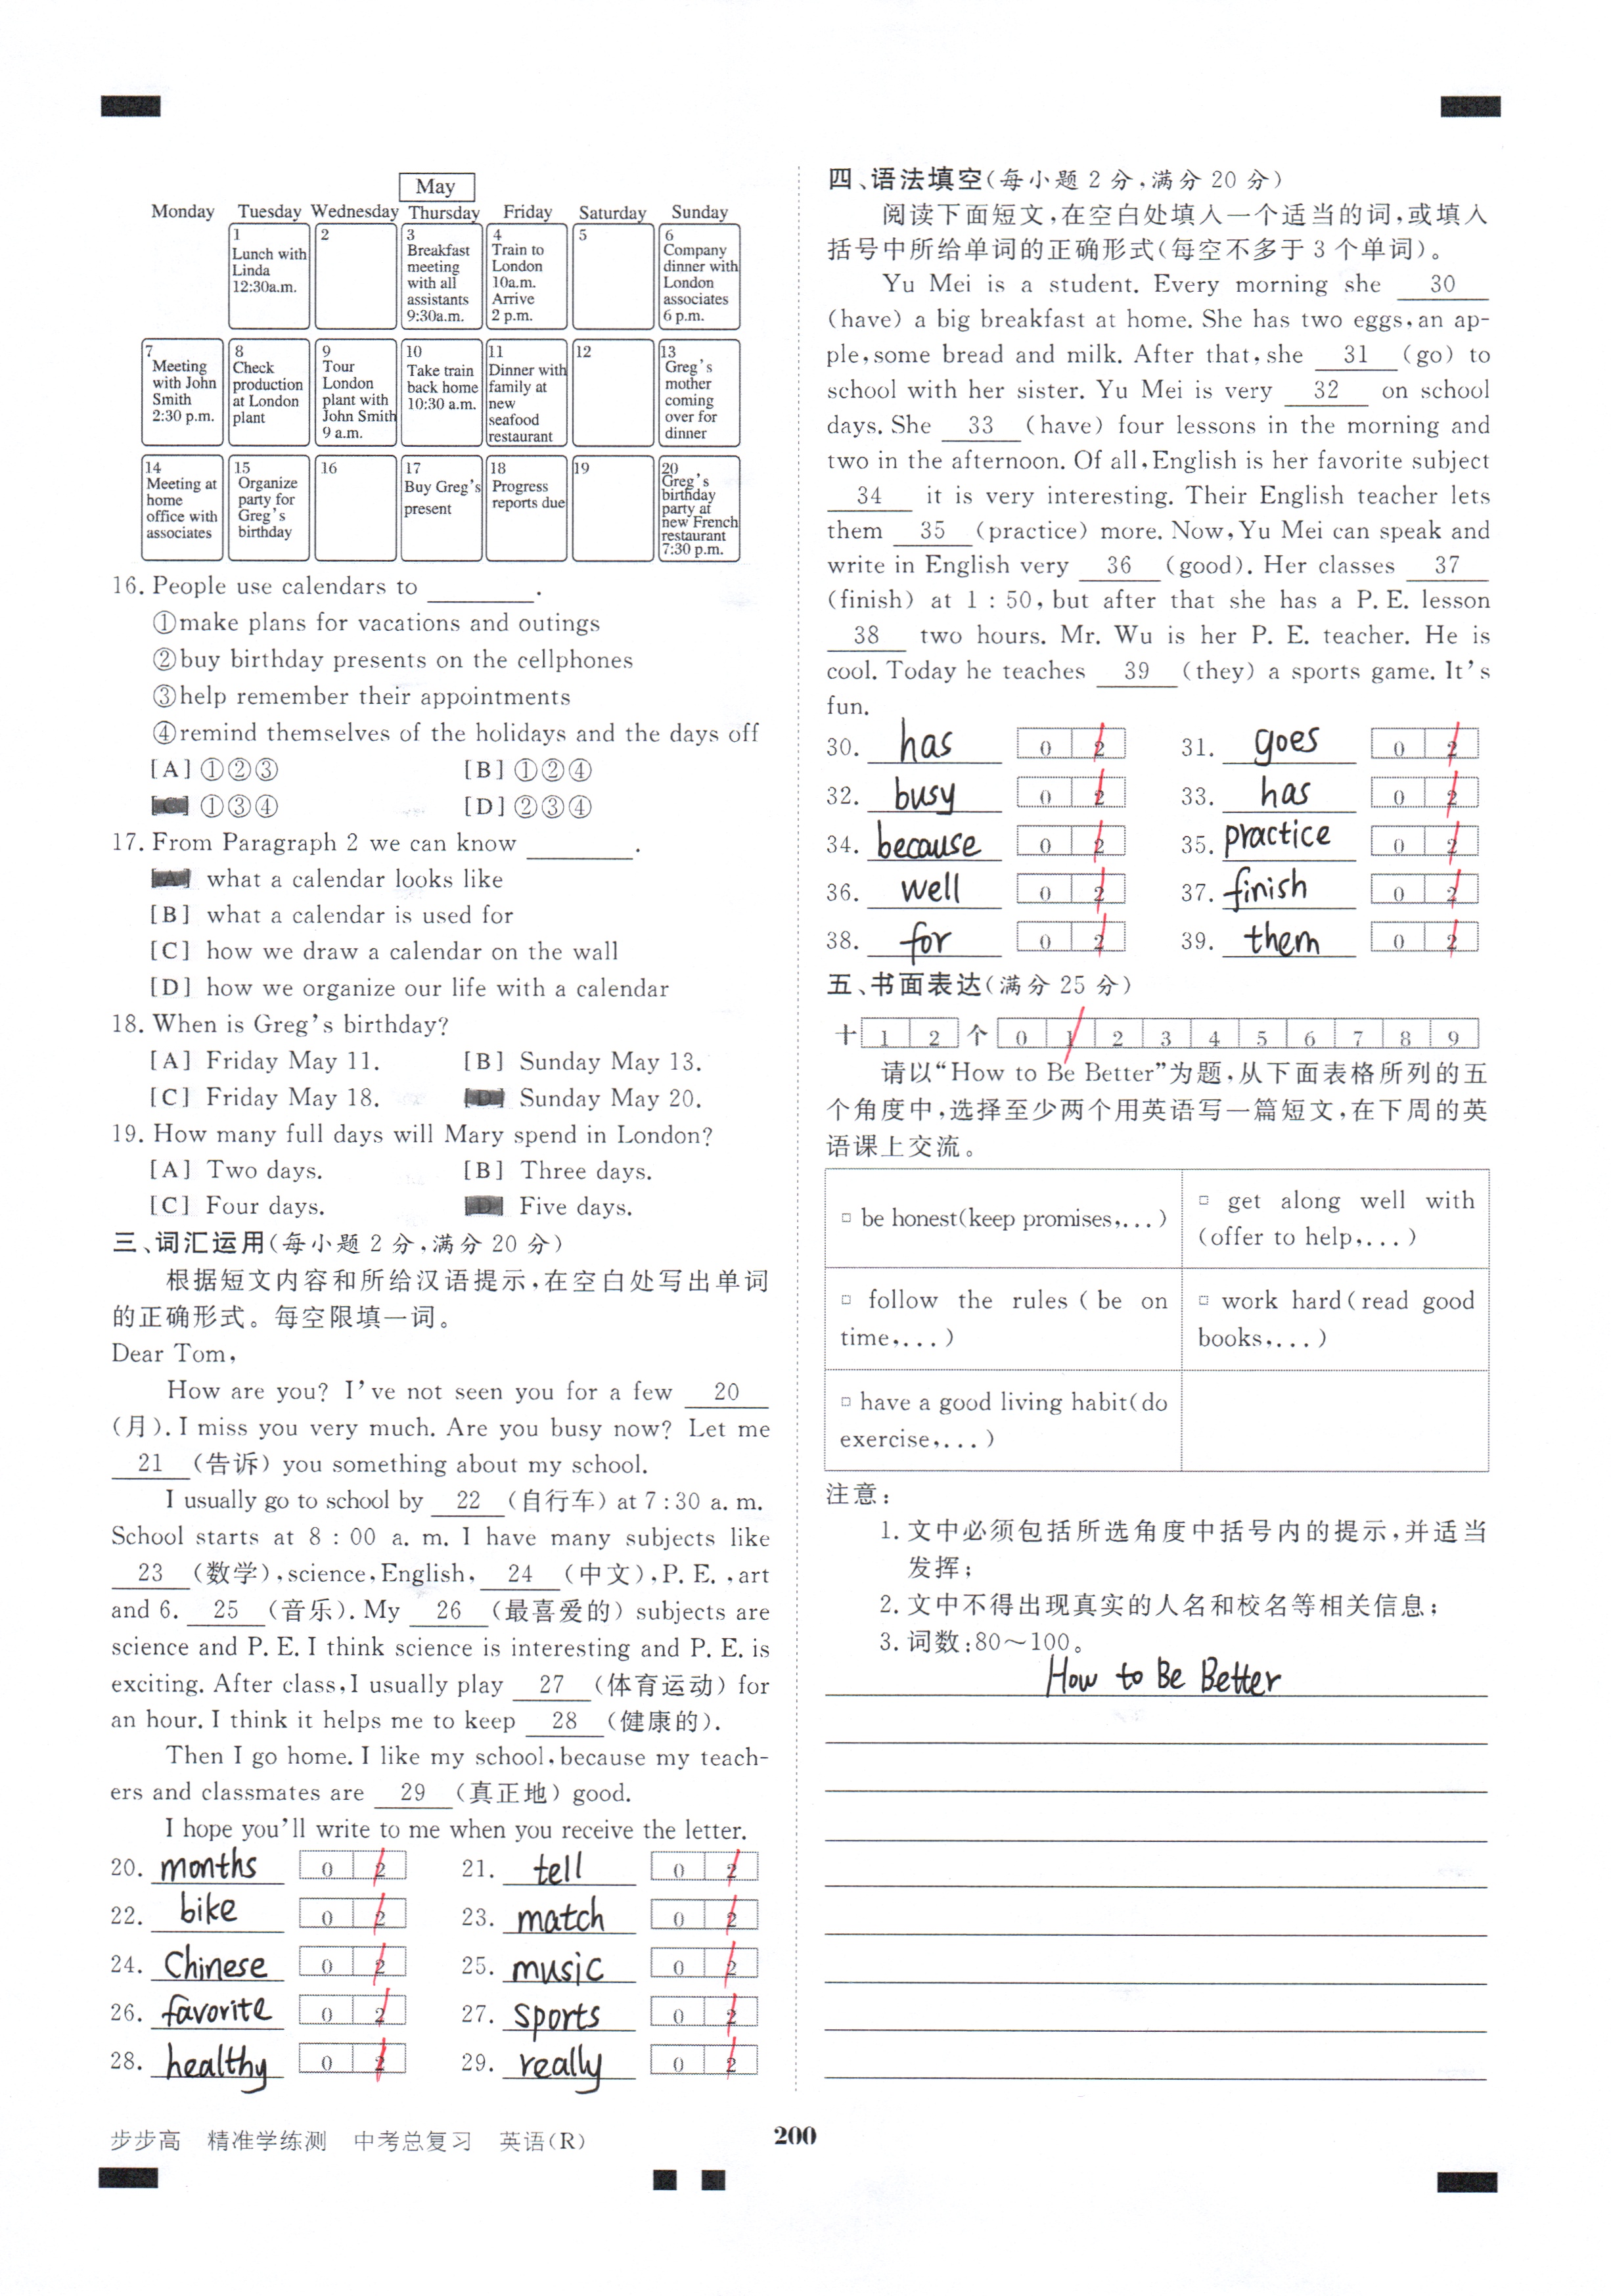 May
Monday Tuesday Wednesday Thursday Friday Saturday Sunday
1
Lunch with
Linda
12:30a.m.
2
3
Breakfast
meeting
with all
assistants
9:30a.m.
4
Train to
London
10a.m.
Arrive
2 p.m.
5
6
Company
dinner with
London
associates
6 p.m.
7
Meeting
with John
Smith
2:30 p.m.
8
Check
production
at London
plant
9
Tour
London
plant with
John Smith
9 a.m.
10
Take train
back home
10:30 a.m.
11
Dinner with
family at
new
seafood
restaurant
12
13
Greg's
mother
coming
over for
dinner
14
Meeting at
home
office with
associates
15
Organize
party for
Greg's
birthday
16
17
Buy Greg's
present
18
Progress
reports due
19
20
Greg's
birthday
party at
new French
restaurant
7:30 p.m.
16. People use calendars to ________.
①make plans for vacations and outings
②buy birthday presents on the cellphones
③help remember their appointments
④remind themselves of the holidays and the days off
[A] ①②③ [B] ①②④
[C] ①③④ [D] ②③④
17. From Paragraph 2 we can know ________.
[A] what a calendar looks like
[B] what a calendar is used for
[C] how we draw a calendar on the wall
[D] how we organize our life with a calendar
18. When is Greg's birthday?
[A] Friday May 11. [B] Sunday May 13.
[C] Friday May 18. [D] Sunday May 20.
19. How many full days will Mary spend in London?
[A] Two days. [B] Three days.
[C] Four days. [D] Five days.
三、词汇运用(每小题 2 分,满分 20 分)
根据短文内容和所给汉语提示,在空白处写出单词
的正确形式。每空限填一词。
Dear Tom,
How are you? I've not seen you for a few 20
(月). I miss you very much. Are you busy now? Let me
21 (告诉) you something about my school.
I usually go to school by 22 (自行车) at 7:30 a. m.
School starts at 8 : 00 a. m. I have many subjects like
23 (数学), science, English, 24 (中文), P. E. , art
and 6. 25 (音乐). My 26 (最喜爱的) subjects are
science and P. E. I think science is interesting and P. E. is
exciting. After class, I usually play 27 (体育运动) for
an hour. I think it helps me to keep 28 (健康的).
Then I go home. I like my school, because my teach-
ers and classmates are 29 (真正地) good.
I hope you'll write to me when you receive the letter.
20. months 0 2 21. tell 0 2
22. bike 0 2 23. match 0 2
24. Chinese 0 2 25. music 0 2
26. favorite 0 2 27. sports 0 2
28. healthy 0 2 29. really 0 2
四、语法填空(每小题 2 分,满分 20 分)
阅读下面短文,在空白处填入一个适当的词,或填入
括号中所给单词的正确形式(每空不多于 3 个单词)。
Yu Mei is a student. Every morning she 30
(have) a big breakfast at home. She has two eggs, an ap-
ple, some bread and milk. After that, she 31 (go) to
school with her sister. Yu Mei is very 32 on school
days. She 33 (have) four lessons in the morning and
two in the afternoon. Of all, English is her favorite subject
34 it is very interesting. Their English teacher lets
them 35 (practice) more. Now, Yu Mei can speak and
write in English very 36 (good). Her classes 37
(finish) at 1 : 50, but after that she has a P. E. lesson
38 two hours. Mr. Wu is her P. E. teacher. He is
cool. Today he teaches 39 (they) a sports game. It's
fun.
30. has 0 2 31. goes 0 2
32. busy 0 2 33. has 0 2
34. because 0 2 35. practice 0 2
36. well 0 2 37. finish 0 2
38. for 0 2 39. them 0 2
五、书面表达(满分 25 分)
十 1 2 个 0 1 2 3 4 5 6 7 8 9
请以“How to Be Better”为题,从下面表格所列的五
个角度中,选择至少两个用英语写一篇短文,在下周的英
语课上交流。
□ be honest(keep promises,...)
□ get along well with
(offer to help,...)
□ follow the rules (be on
time,...)
□ work hard(read good
books,...)
□ have a good living habit(do
exercise,...)
注意:
1. 文中必须包括所选角度中括号内的提示,并适当
发挥;
2. 文中不得出现真实的人名和校名等相关信息;
3. 词数:80～100。
How to Be Better
步步高 精准学练测 中考总复习 英语(R)
200